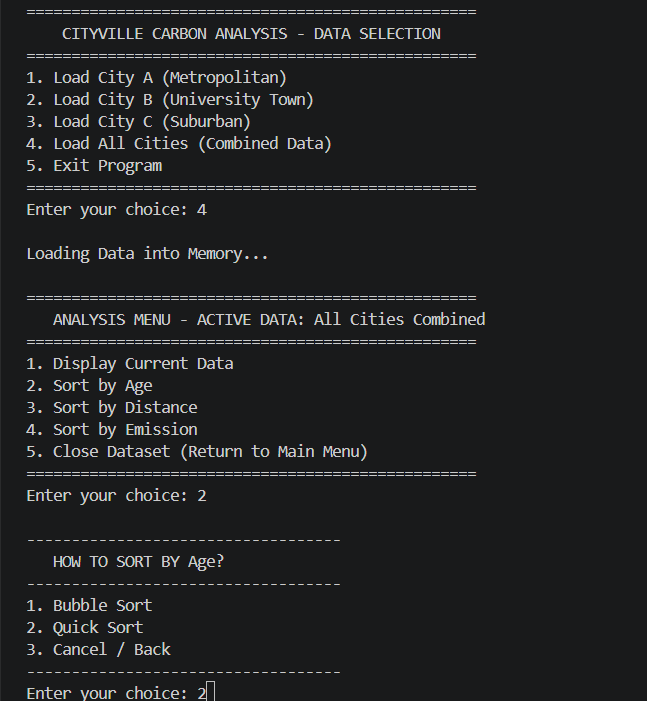 ==================================================
CITYVILLE CARBON ANALYSIS - DATA SELECTION
==================================================
1. Load City A (Metropolitan)
2. Load City B (University Town)
3. Load City C (Suburban)
4. Load All Cities (Combined Data)
5. Exit Program
==================================================
Enter your choice: 4
Loading Data into Memory...
==================================================
ANALYSIS MENU - ACTIVE DATA: All Cities Combined
==================================================
1. Display Current Data
2. Sort by Age
3. Sort by Distance
4. Sort by Emission
5. Close Dataset (Return to Main Menu)
==================================================
Enter your choice: 2
-----------------------------------
HOW TO SORT BY Age?
-----------------------------------
1. Bubble Sort
2. Quick Sort
3. Cancel / Back
-----------------------------------
Enter your choice: 2